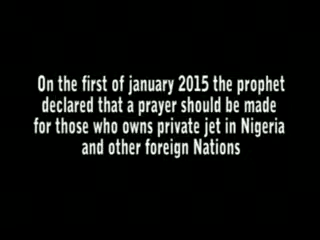 On the first of january 2015 the prophet
declared that a prayer should be made
for those who owns private jet in Nigeria
and other foreign Nations